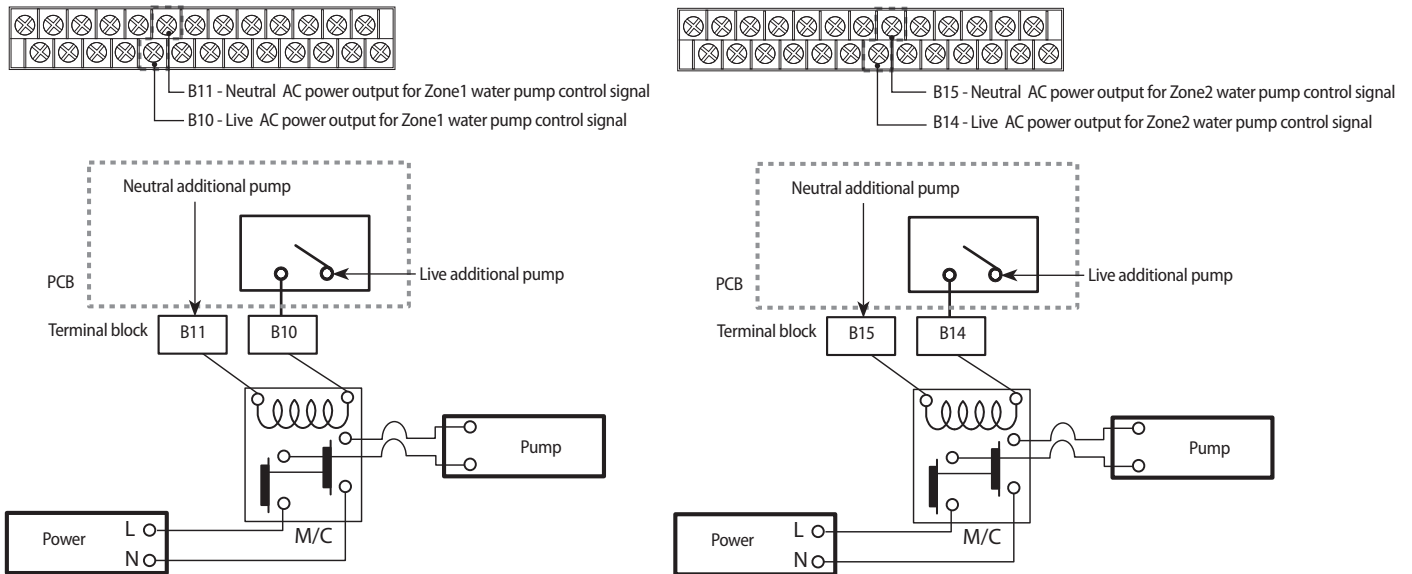 B11 - Neutral AC power output for Zone1 water pump control signal
B10 - Live AC power output for Zone1 water pump control signal
Neutral additional pump
Live additional pump
PCB
Terminal block
B11
B10
Pump
Power
L
N
M/C
B15 - Neutral AC power output for Zone2 water pump control signal
B14 - Live AC power output for Zone2 water pump control signal
Neutral additional pump
Live additional pump
PCB
Terminal block
B15
B14
Pump
Power
L
N
M/C